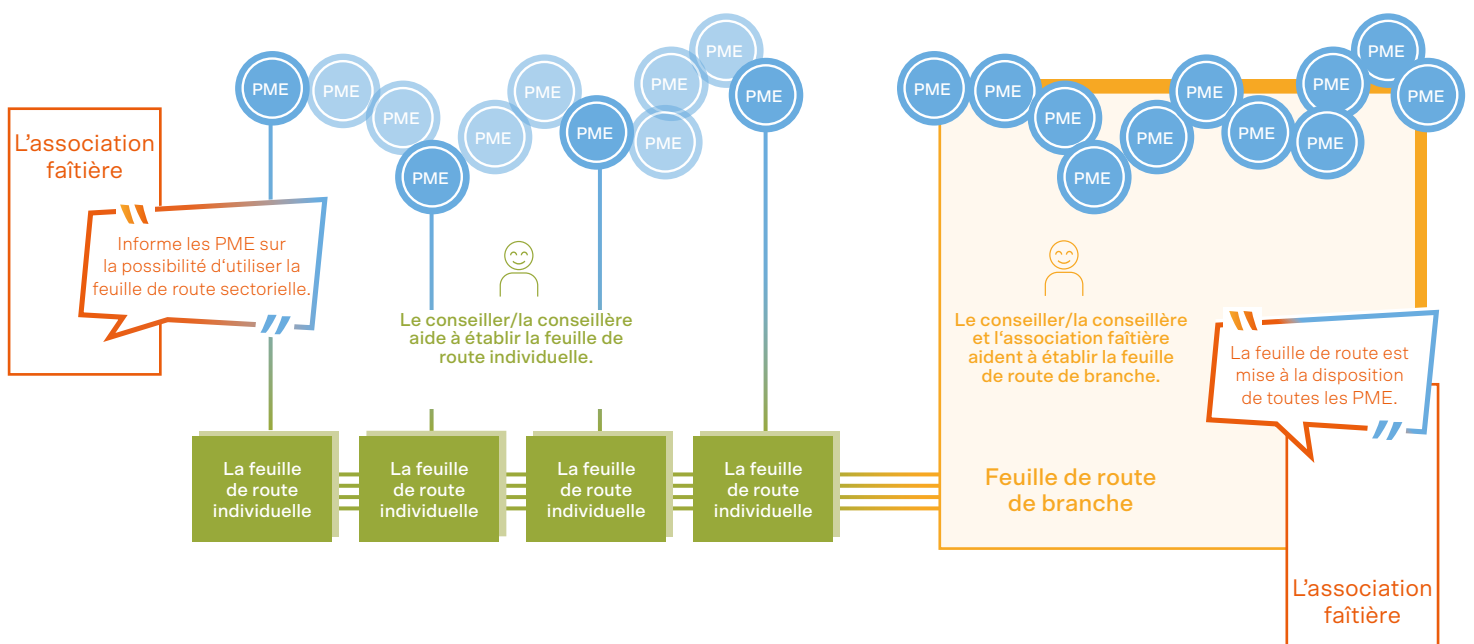 PME
PME
PME
PME
PME
PME
PME
PME
PME
PME
PME
L'association
faîtière
Informe les PME sur
la possibilité d‘utiliser la
feuille de route sectorielle.
Le conseiller/la conseillère
aide à établir la feuille de
route individuelle.
La feuille
de route
individuelle
La feuille
de route
individuelle
La feuille
de route
individuelle
La feuille
de route
individuelle
PME
PME
PME
PME
PME
PME
PME
PME
PME
PME
PME
Le conseiller/la conseillère
et l‘association faîtière
aident à établir la feuille
de route de branche.
La feuille de route est
mise à la disposition
de toutes les PME.
Feuille de route
de branche
L'association
faîtière